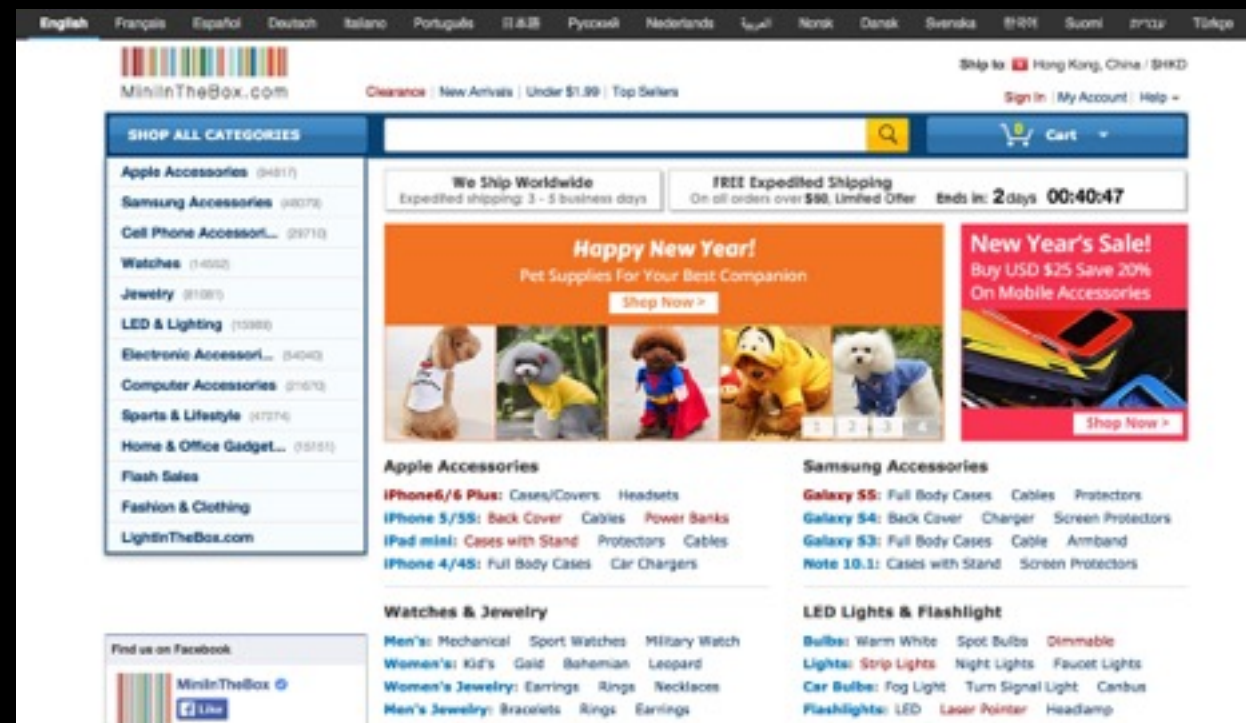 English Français Español Deutsch Italiano Português 日本語 Русский Nederlands العربية Norsk Dansk Svenska 한국어 Suomi עברית Türkçe
MiniInTheBox.com
Clearance | New Arrivals | Under $1.99 | Top Sellers
Ship to: Hong Kong, China / $HKD
Sign In | My Account | Help
SHOP ALL CATEGORIES
0 Cart
Apple Accessories
Samsung Accessories
Cell Phone Accessori... (29710)
Watches
Jewelry
LED & Lighting
Electronic Accessori...
Computer Accessories (21670)
Sports & Lifestyle (47274)
Home & Office Gadget... (15151)
Flash Sales
Fashion & Clothing
LightInTheBox.com
We Ship Worldwide
Expedited shipping: 3 - 5 business days
FREE Expedited Shipping
On all orders over Limited Offer Ends in: 2 days 00:40:47
Happy New Year!
Pet Supplies For Your Best Companion
Shop Now >
1 2 3 4
New Year's Sale!
Buy USD $25 Save 20%
On Mobile Accessories
Shop Now >
Apple Accessories
iPhone6/6 Plus: Cases/Covers Headsets
iPhone 5/5S: Back Cover Cables Power Banks
iPad mini: Cases with Stand Protectors Cables
iPhone 4/4S: Full Body Cases Car Chargers
Samsung Accessories
Galaxy S5: Full Body Cases Cables Protectors
Galaxy S4: Back Cover Charger Screen Protectors
Galaxy S3: Full Body Cases Cable Armband
Note 10.1: Cases with Stand Screen Protectors
Watches & Jewelry
Men's: Mechanical Sport Watches Military Watch
Women's: Kid's Gold Bohemian Leopard
Women's Jewelry: Earrings Rings Necklaces
Men's Jewelry: Bracelets Rings Earrings
LED Lights & Flashlight
Bulbs: Warm White Spot Bulbs Dimmable
Lights: Strip Lights Night Lights Faucet Lights
Car Bulbs: Fog Light Turn Signal Light Canbus
Flashlights: LED Laser Pointer Headlamp
Find us on Facebook
MiniInTheBox
Like